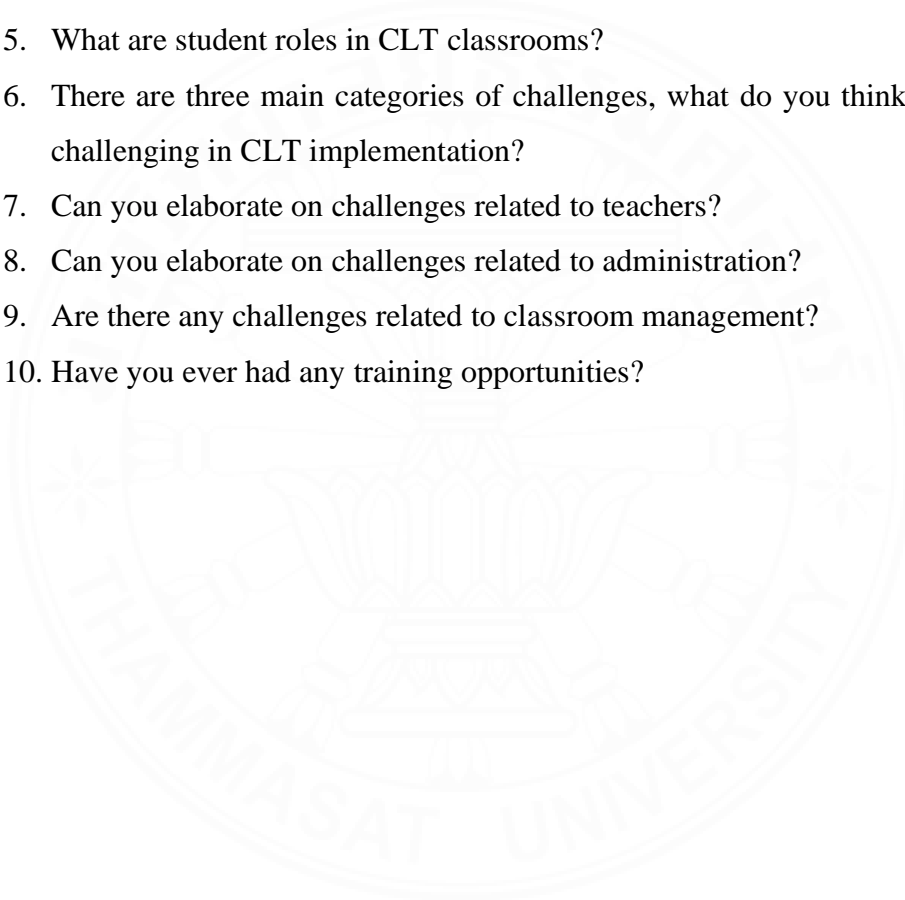 5. What are student roles in CLT classrooms?
6. There are three main categories of challenges, what do you think
challenging in CLT implementation?
7. Can you elaborate on challenges related to teachers?
8. Can you elaborate on challenges related to administration?
9. Are there any challenges related to classroom management?
10. Have you ever had any training opportunities?
THAMMASAT UNIVERSITY